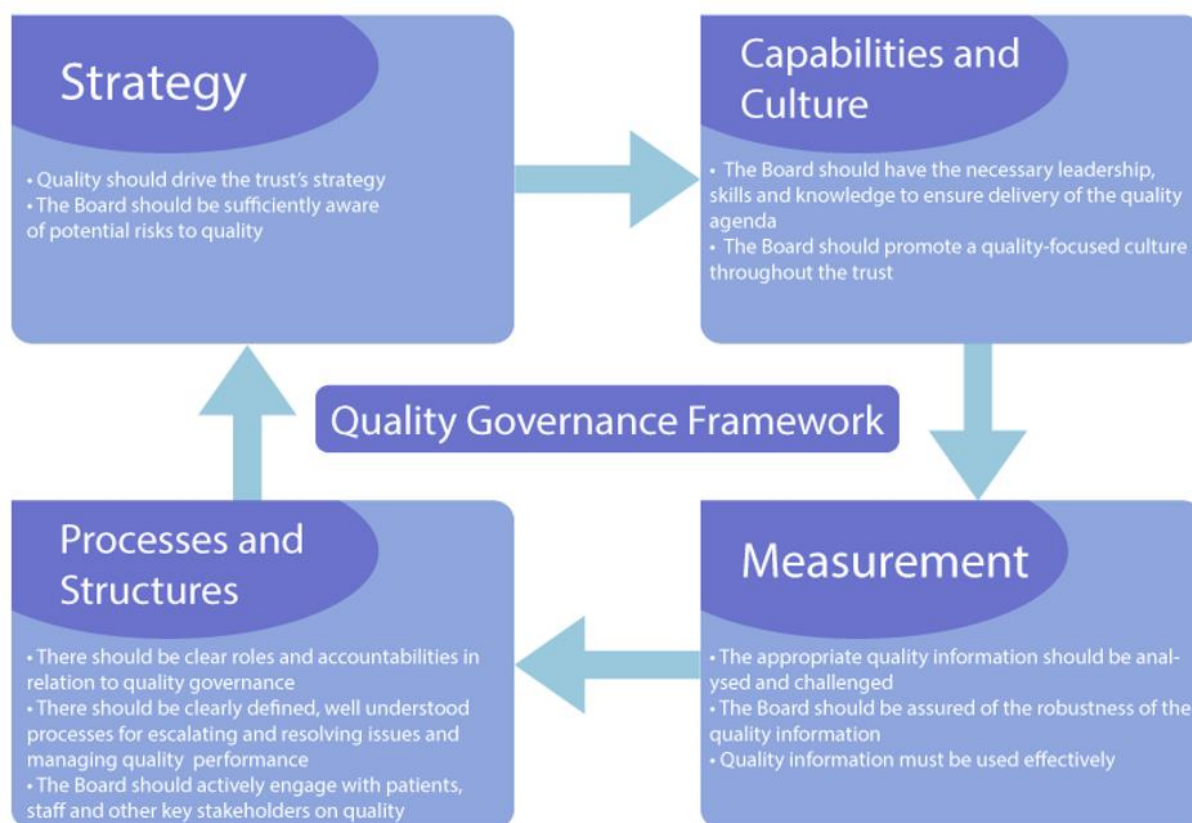 Strategy
• Quality should drive the trust's strategy
• The Board should be sufficiently aware
of potential risks to quality
Capabilities and
Culture
• The Board should have the necessary leadership,
skills and knowledge to ensure delivery of the quality
agenda
• The Board should promote a quality-focused culture
throughout the trust
Quality Governance Framework
Processes and
Structures
• There should be clear roles and accountabilities in
relation to quality governance
• There should be clearly defined, well understood
processes for escalating and resolving issues and
managing quality performance
• The Board should actively engage with patients,
staff and other key stakeholders on quality
Measurement
• The appropriate quality information should be anal-
ysed and challenged
• The Board should be assured of the robustness of the
quality information
• Quality information must be used effectively